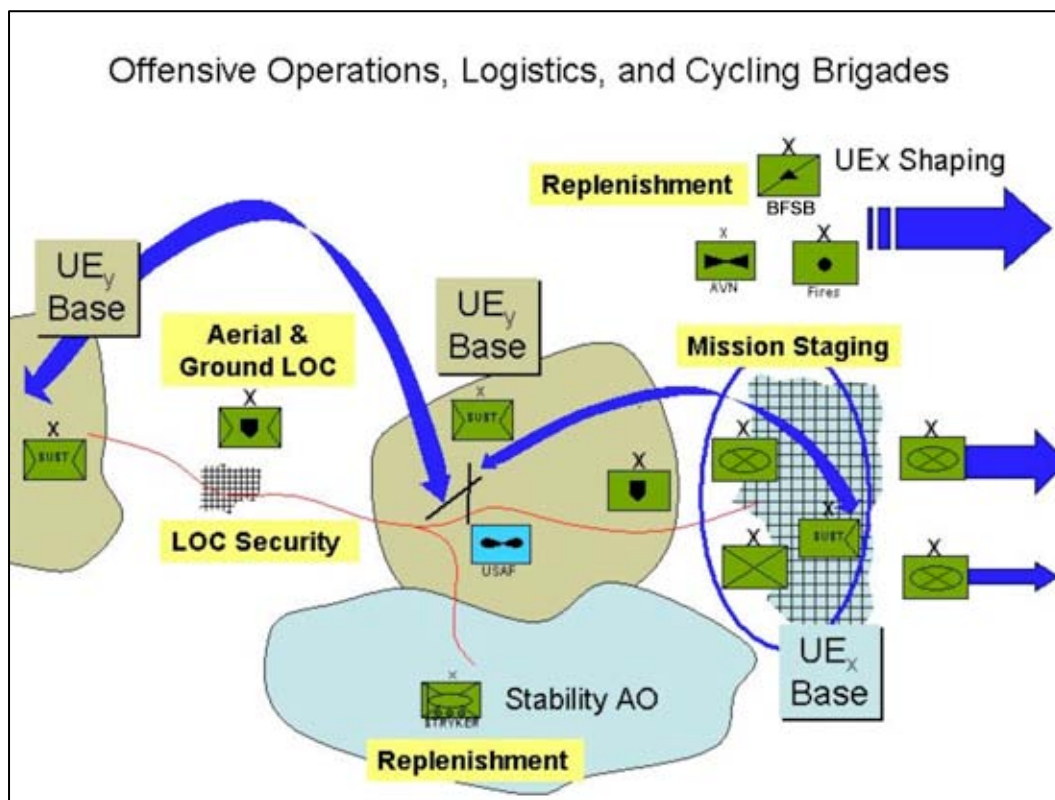 Offensive Operations, Logistics, and Cycling Brigades
X
UEx Shaping
Replenishment
BFSB
X
X
AVN
Fires
UEy
Base
UEy
Base
Aerial &
Ground LOC
Mission Staging
X
X
SUST
X
X
X
X
SUST
X
LOC Security
X
SUST
X
X
USAF
UEx
Base
X
Stability AO
STRYKER
Replenishment